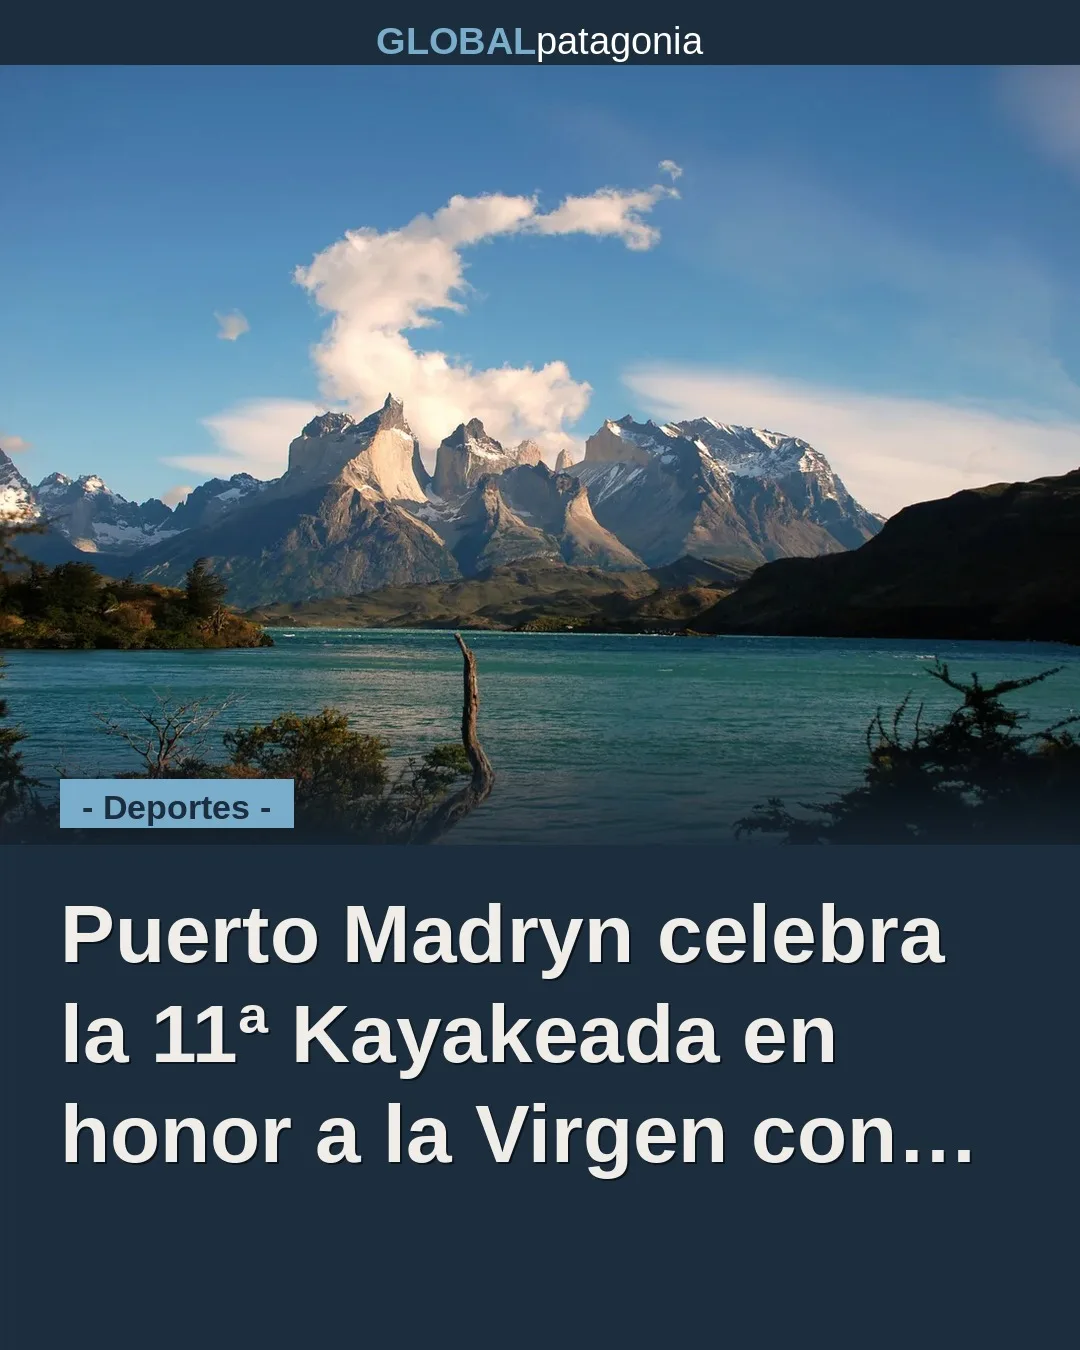 GLOBALpatagonia
- Deportes -
Puerto Madryn celebra
la 11ª Kayakeada en
honor a la Virgen con...